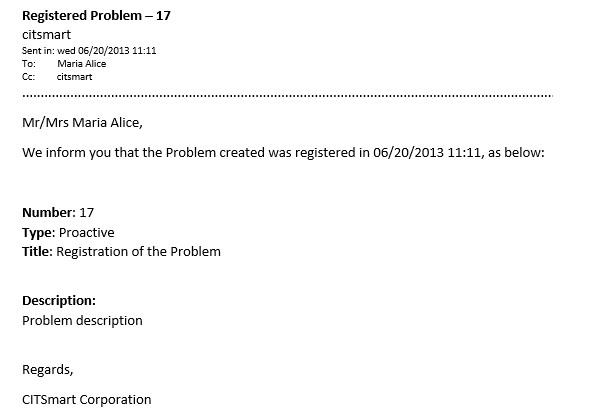 Registered Problem – 17
citsmart
Sent in: wed 06/20/2013 11:11
To: Maria Alice
Cc: citsmart
Mr/Mrs Maria Alice,
We inform you that the Problem created was registered in 06/20/2013 11:11, as below:
Number: 17
Type: Proactive
Title: Registration of the Problem
Description:
Problem description
Regards,
CITSmart Corporation